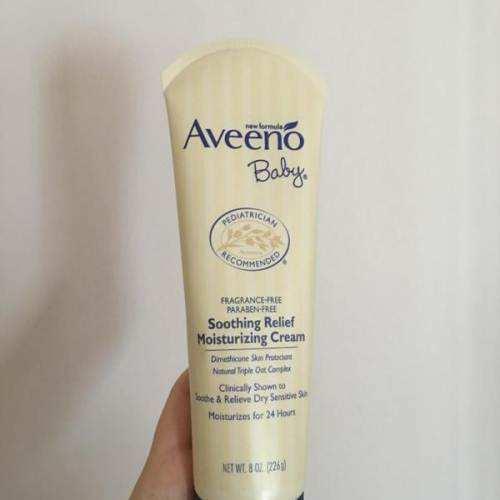 new formula
Aveeno
Baby®
PEDIATRICIAN
RECOMMENDED®
FRAGRANCE-FREE
PARABEN-FREE
Soothing Relief
Moisturizing Cream
Dimethicone Skin Protectant
Natural Triple Oat Complex
Clinically Shown to
Soothe & Relieve Dry Sensitive Skin
Moisturizes for 24 Hours
NET WT. 8 OZ. (226g)